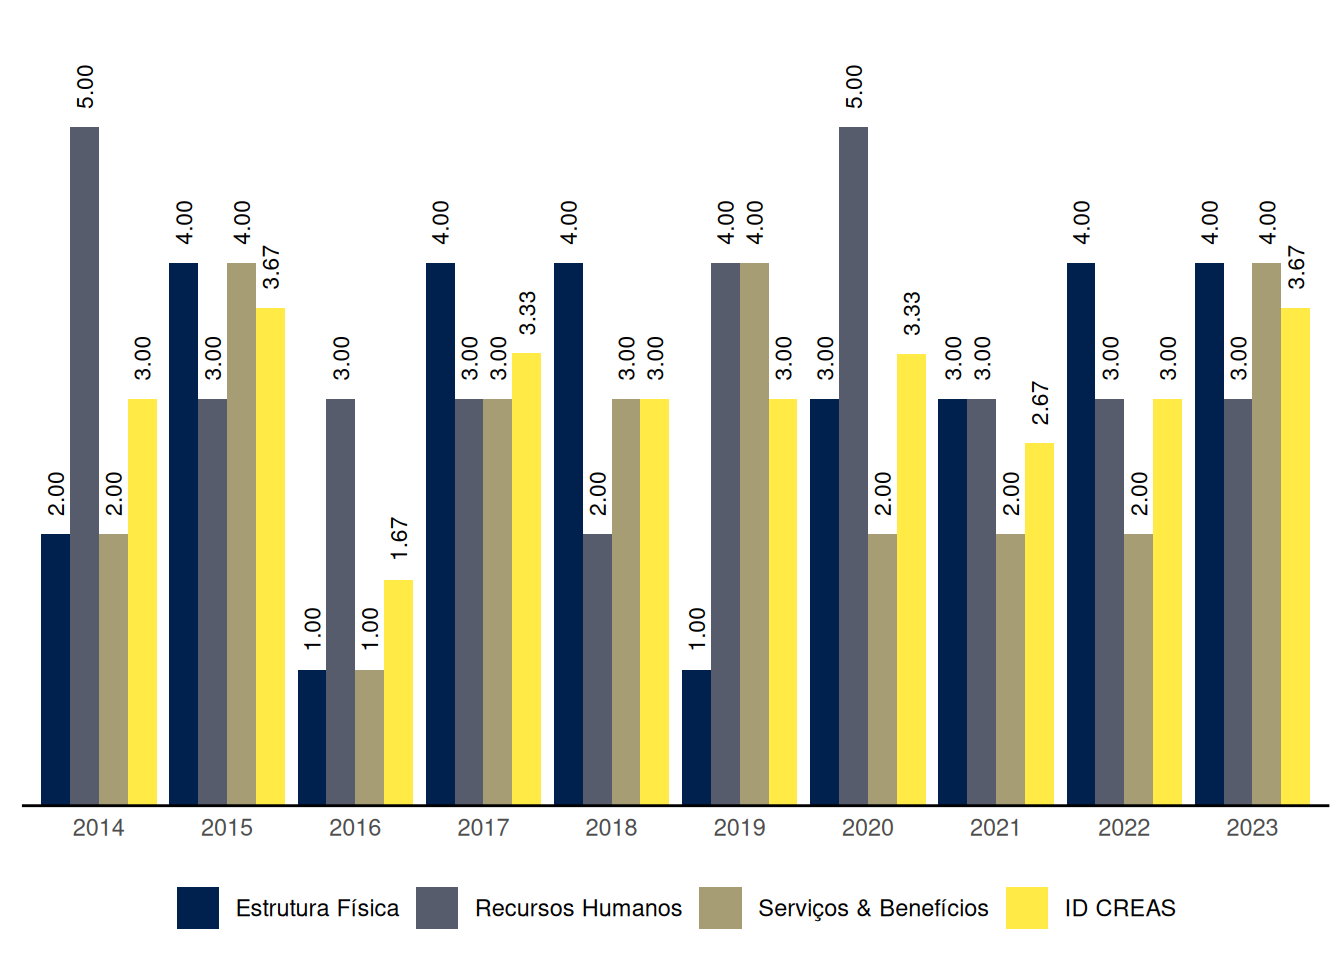 5.00 5.00
4.00 4.00 4.00 4.00 4.00 4.00 4.00 4.00 4.00
3.67 3.67
3.33 3.33
3.00 3.00 3.00 3.00 3.00 3.00 3.00 3.00 3.00 3.00 3.00 3.00 3.00 3.00
2.67
2.00 2.00 2.00 2.00 2.00 2.00
1.67
1.00 1.00 1.00
2014 2015 2016 2017 2018 2019 2020 2021 2022 2023
Estrutura Física Recursos Humanos Serviços & Benefícios ID CREAS